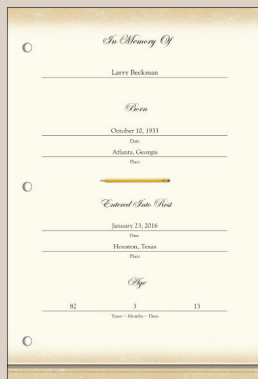 In Memory Of
Larry Beckman
Born
October 10, 1933
Date
Atlanta, Georgia
Place
Entered Into Rest
January 23, 2016
Date
Houston, Texas
Place
Age
82 3 13
Years ~ Months ~ Days